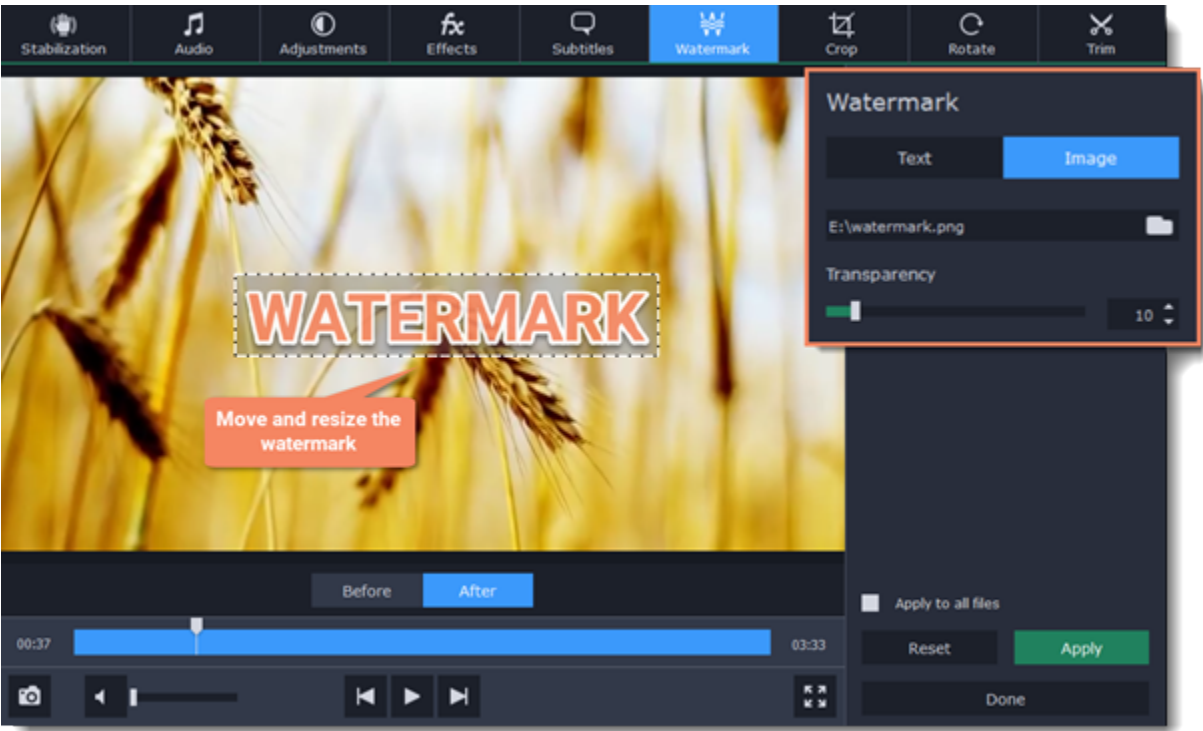 Stabilization
Audio
Adjustments
fx
Effects
Subtitles
Watermark
Crop
Rotate
Trim
Watermark
Text
Image
E:\watermark.png
Transparency
10
WATERMARK
Move and resize the
watermark
Before
After
00:37
03:33
Apply to all files
Reset
Apply
Done